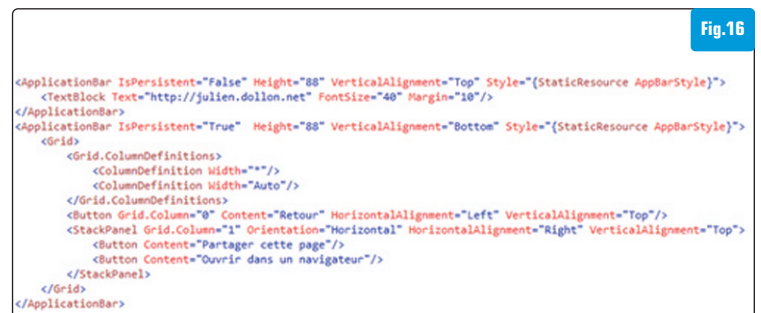 Fig.16
<ApplicationBar IsPersistent="False" Height="88" VerticalAlignment="Top" Style="{StaticResource AppBarStyle}">
<TextBlock Text="http://julien.dollon.net" FontSize="40" Margin="10"/>
</ApplicationBar>
<ApplicationBar IsPersistent="True" Height="88" VerticalAlignment="Bottom" Style="{StaticResource AppBarStyle}">
<Grid>
<Grid.ColumnDefinitions>
<ColumnDefinition Width="*"/>
<ColumnDefinition Width="Auto"/>
</Grid.ColumnDefinitions>
<Button Grid.Column="0" Content="Retour" HorizontalAlignment="Left" VerticalAlignment="Top"/>
<StackPanel Grid.Column="1" Orientation="Horizontal" HorizontalAlignment="Right" VerticalAlignment="Top">
<Button Content="Partager cette page"/>
<Button Content="Ouvrir dans un navigateur"/>
</StackPanel>
</Grid>
</ApplicationBar>